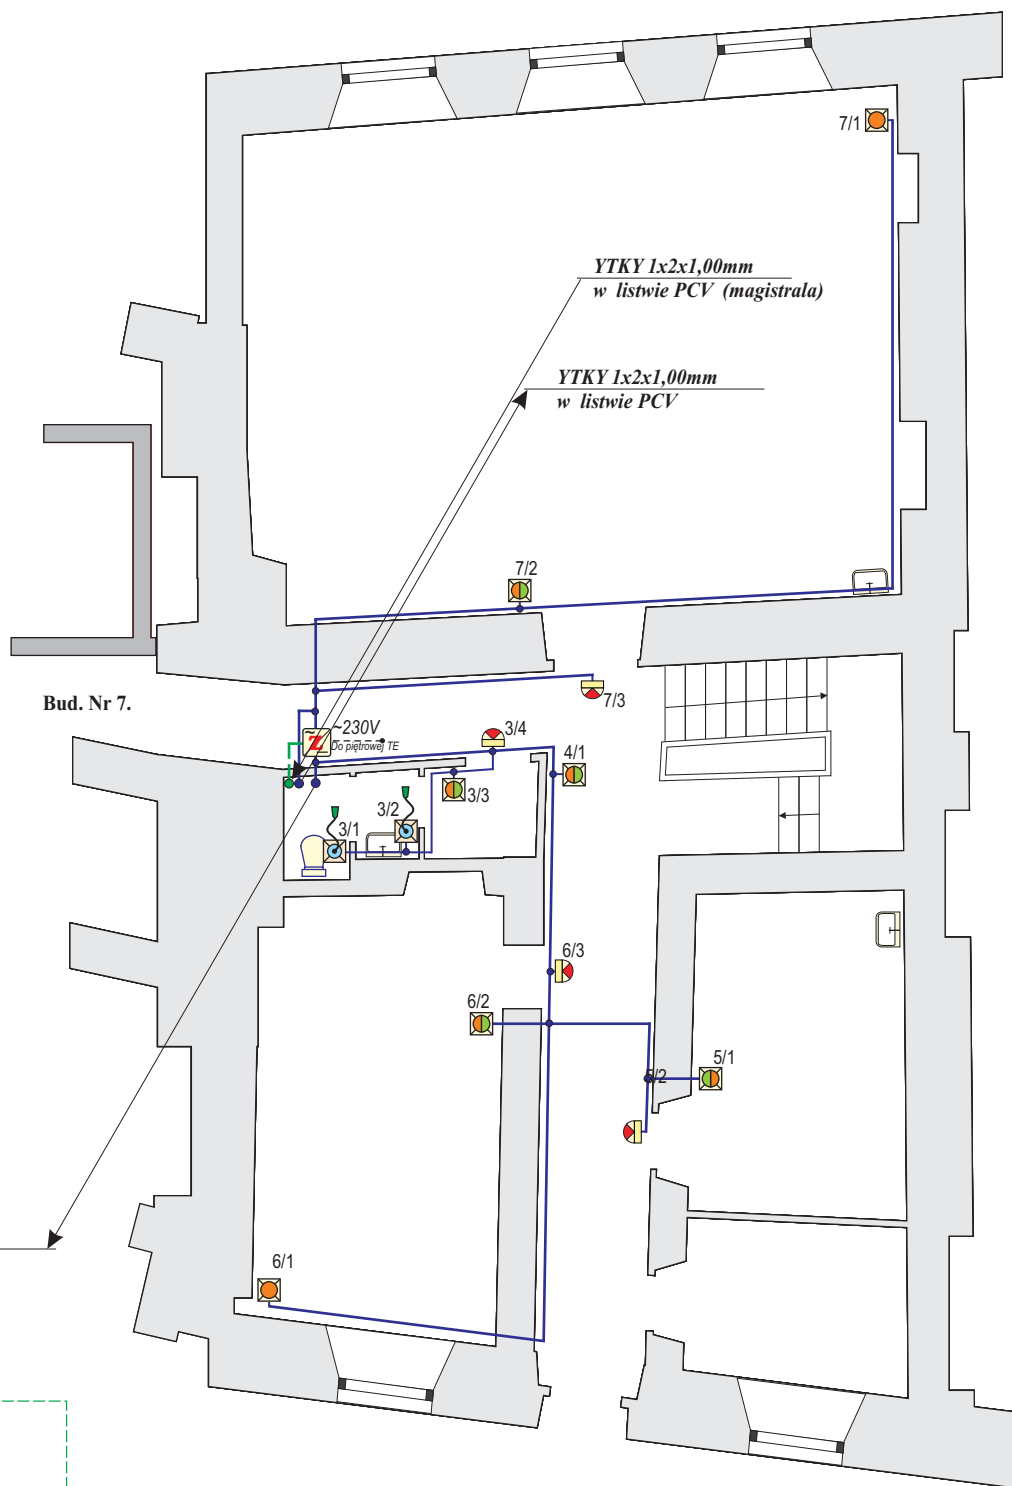 7/1
YTKY 1x2x1,00mm
w listwie PCV (magistrala)
YTKY 1x2x1,00mm
w listwie PCV
7/2
Bud. Nr 7.
7/3
~230V
3/4
~
Z
Do piętrowej TE
4/1
3/3
3/2
3/1
6/3
6/2
5/1
5/2
6/1